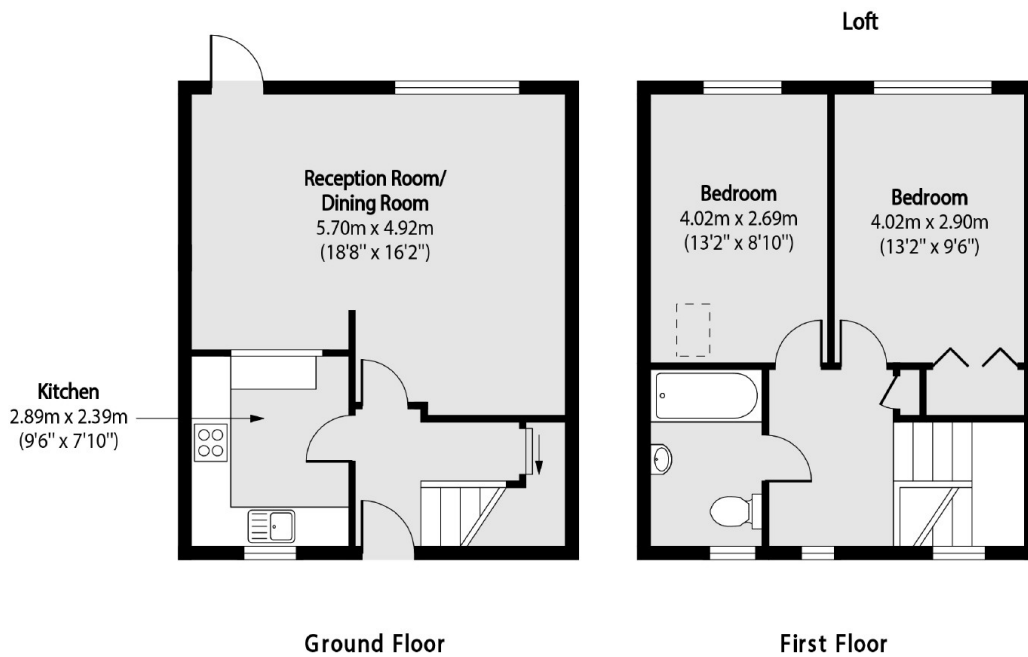 Loft
Reception Room/
Dining Room
5.70m x 4.92m
(18'8" x 16'2")
Bedroom
4.02m x 2.69m
(13'2" x 8'10")
Bedroom
4.02m x 2.90m
(13'2" x 9'6")
Kitchen
2.89m x 2.39m
(9'6" x 7'10")
Ground Floor
First Floor